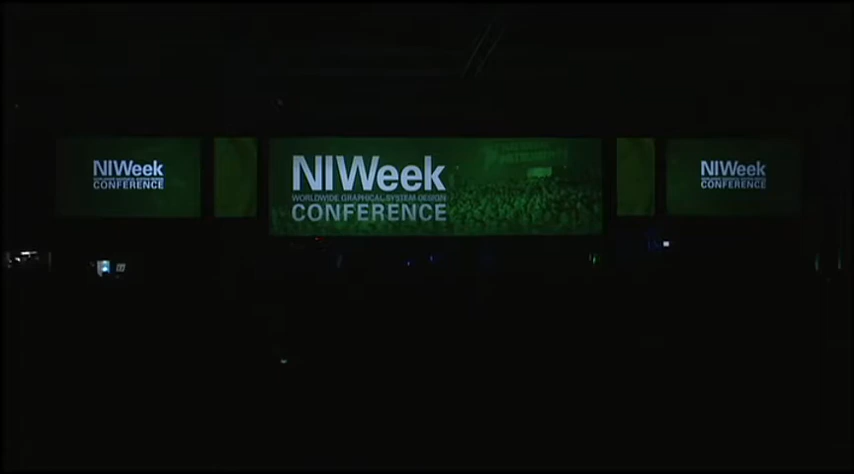 NIWeek
CONFERENCE
NIWeek
WORLDWIDE GRAPHICAL SYSTEM DESIGN
CONFERENCE
NIWeek
CONFERENCE